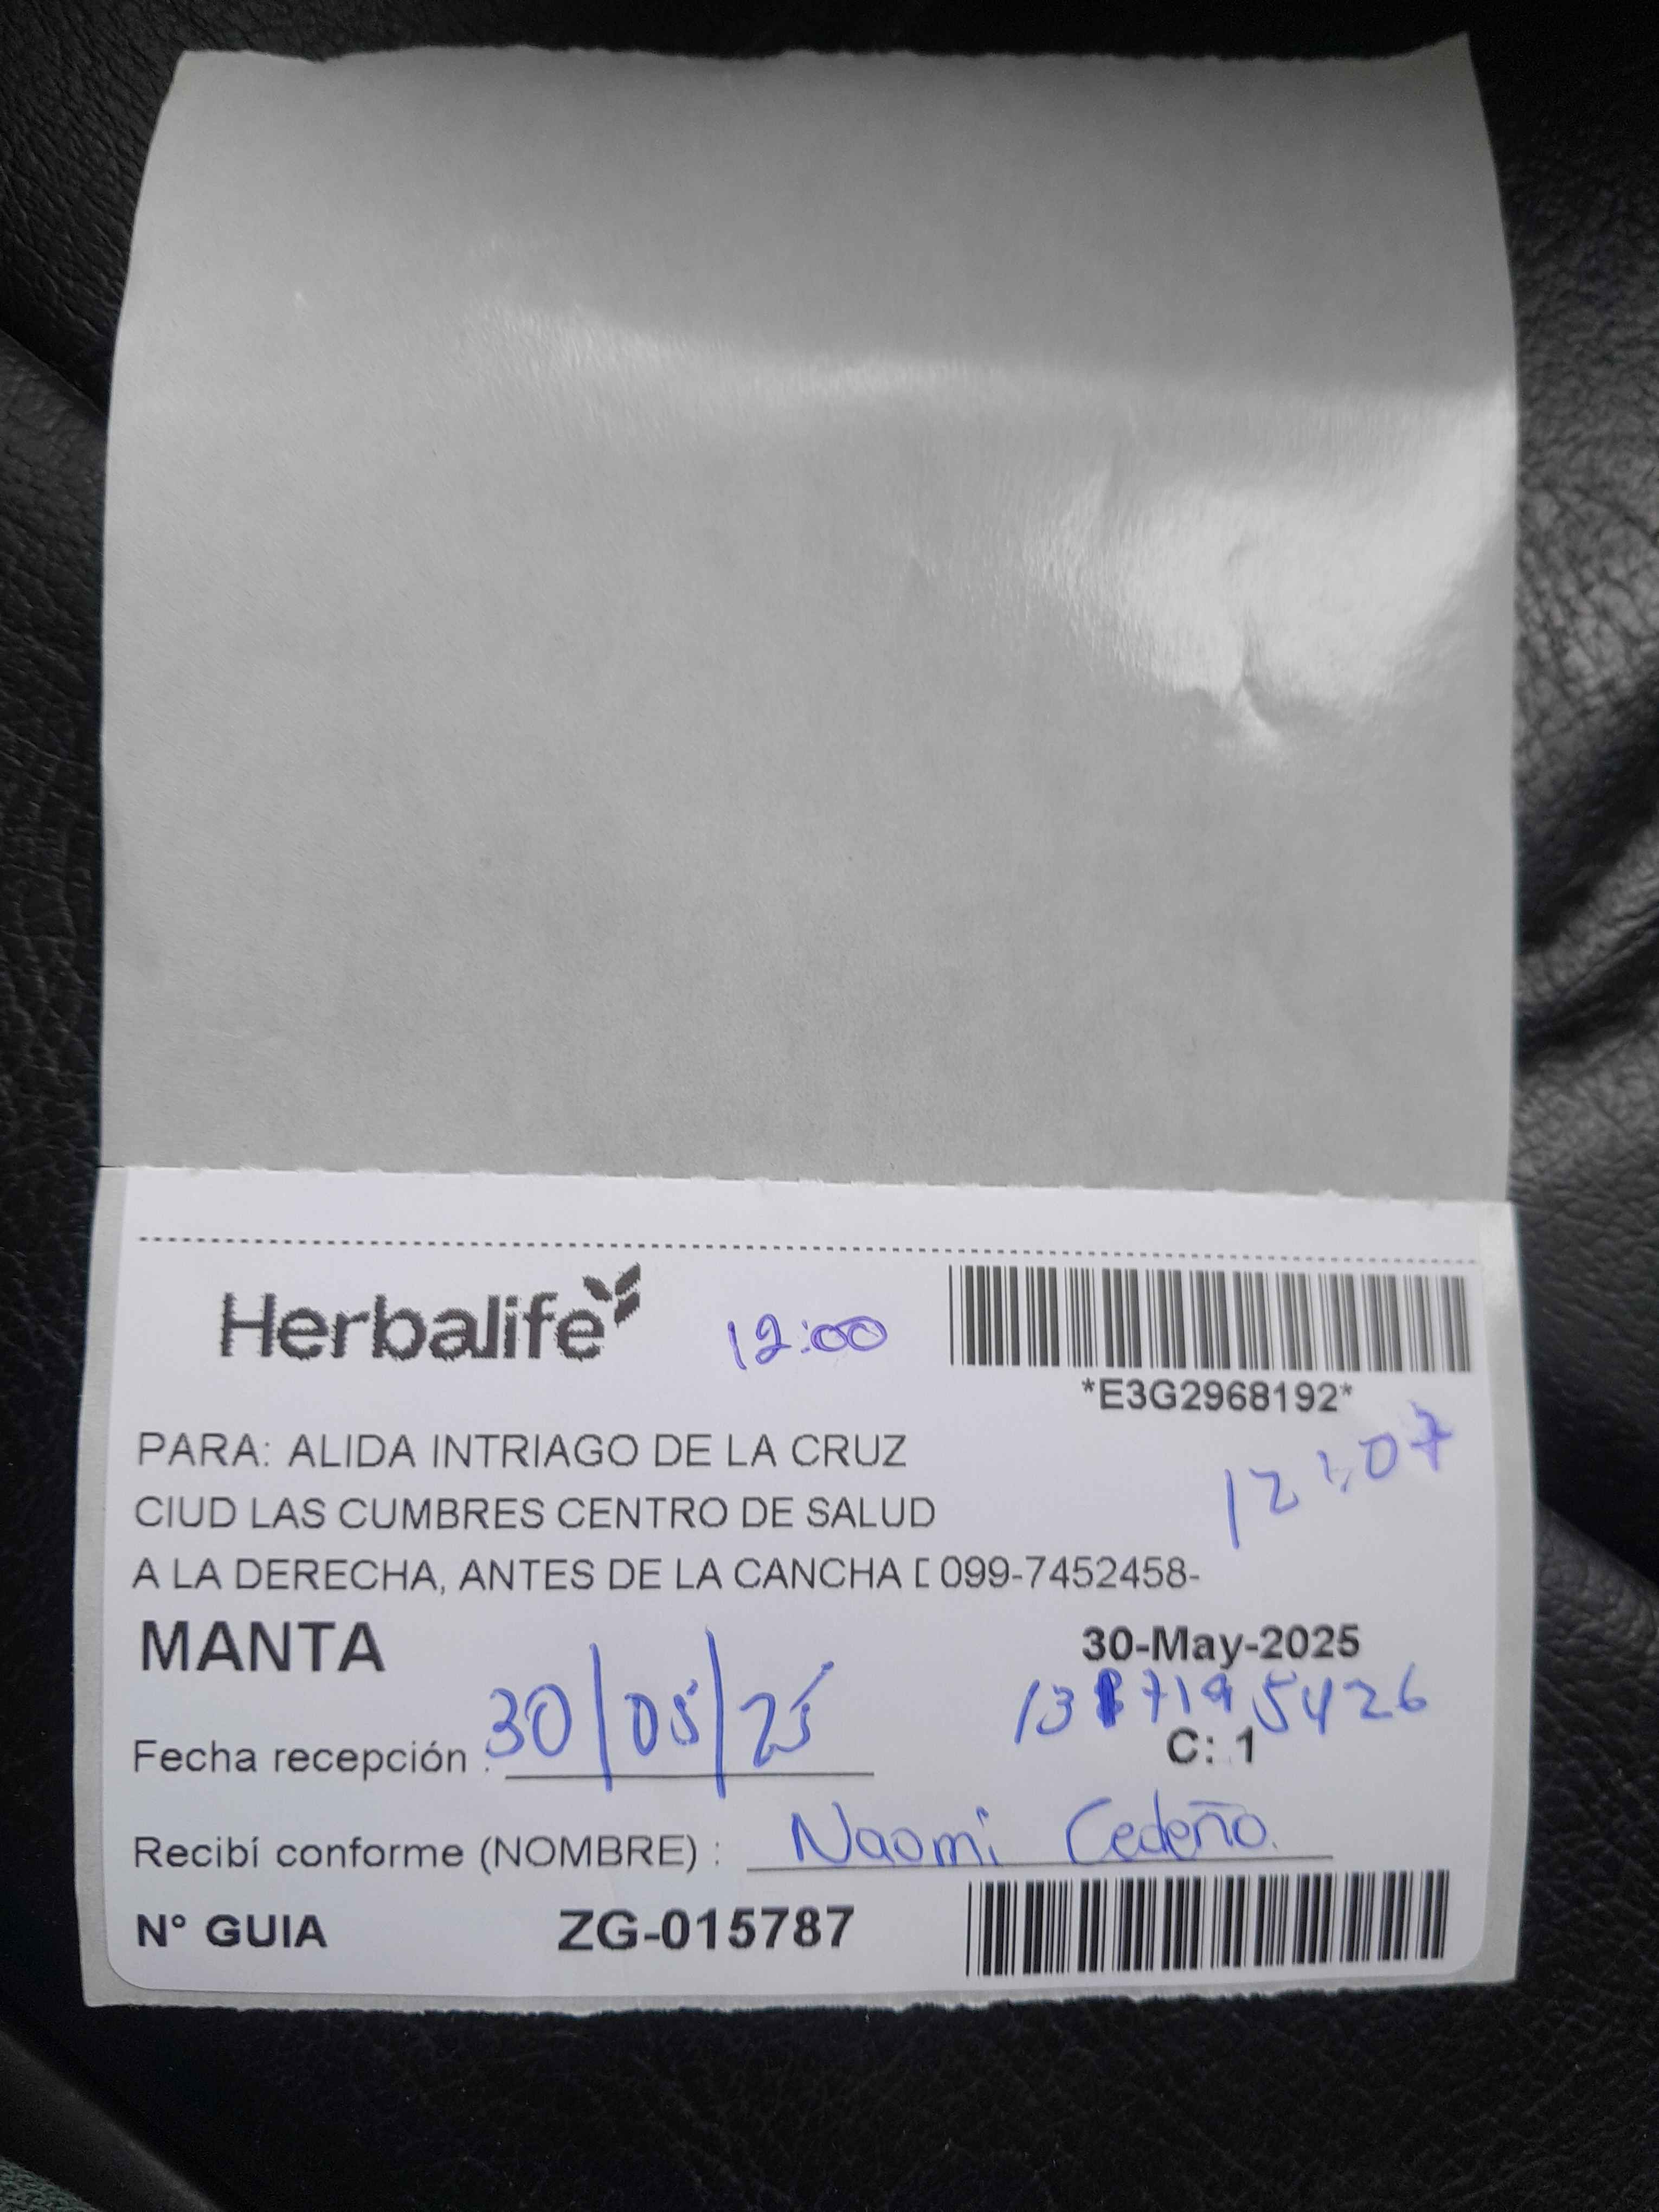 Herbalife
12:00
*E3G2968192*
PARA: ALIDA INTRIAGO DE LA CRUZ
12:07
CIUD LAS CUMBRES CENTRO DE SALUD
A LA DERECHA, ANTES DE LA CANCHA D 099-7452458-
MANTA
30-May-2025
Fecha recepción : 30/05/25
C: 1
Recibí conforme (NOMBRE) : Naomi Cedeño.
N° GUIA ZG-015787